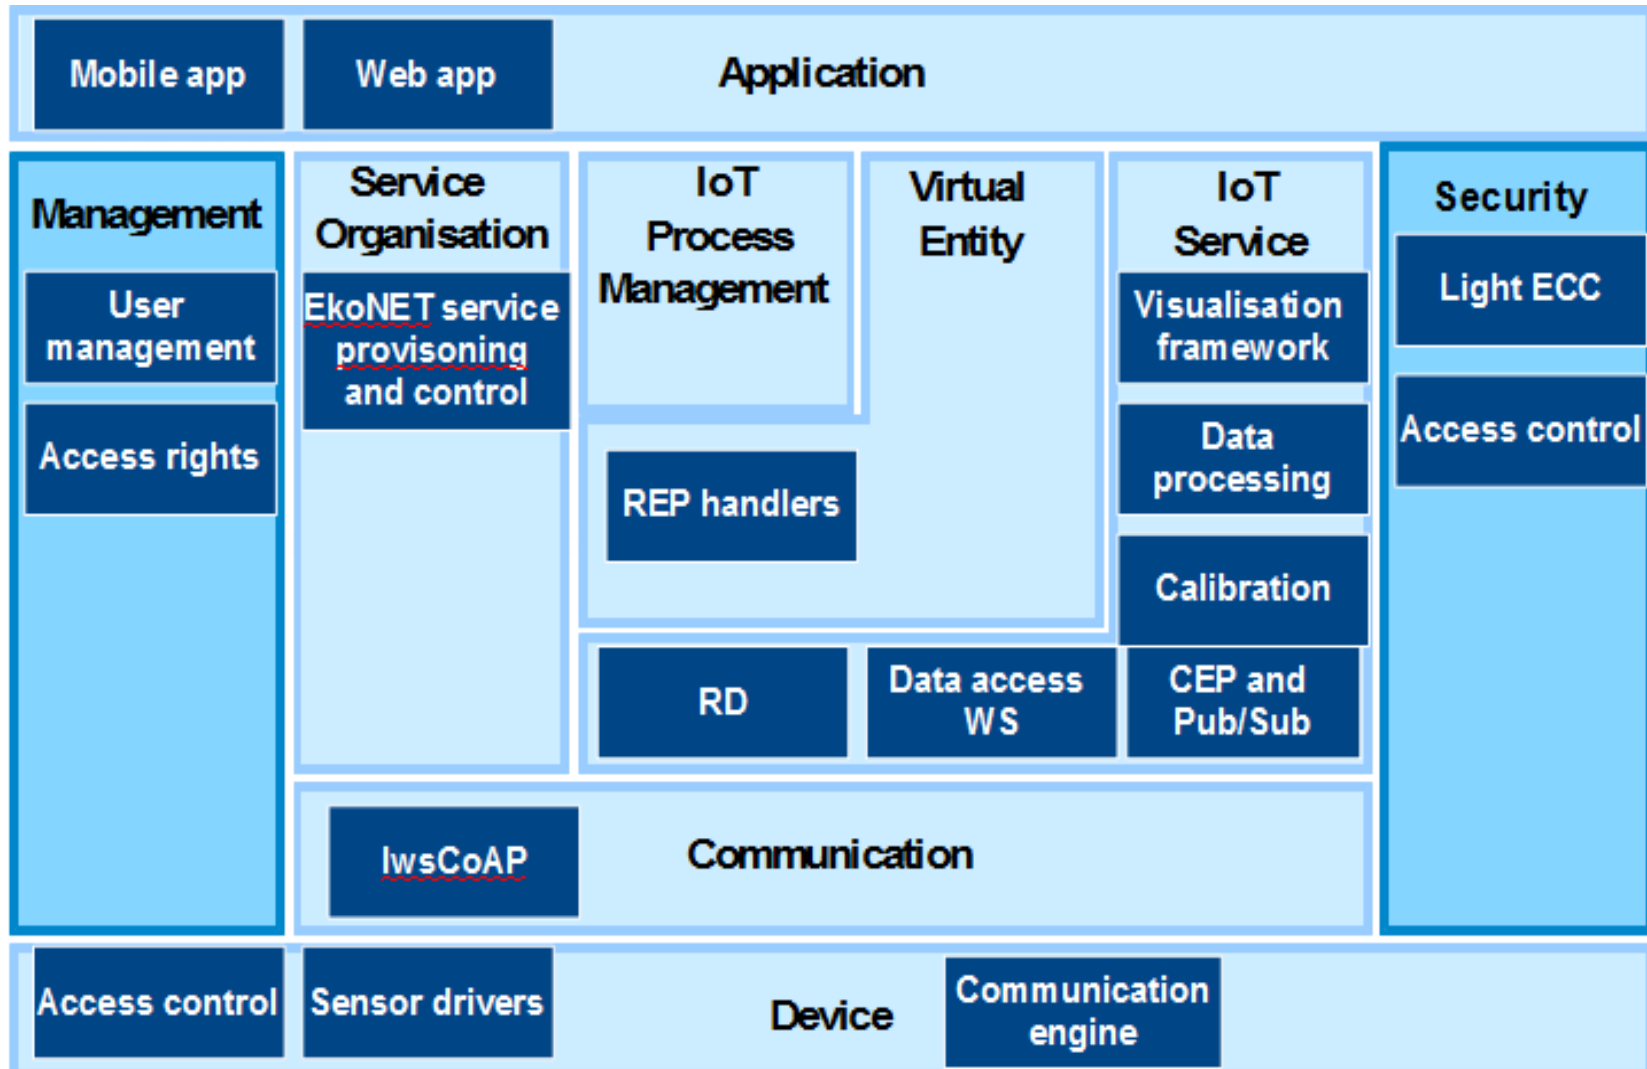 Mobile app
Web app
Application
Management
User
management
Access rights
Service
Organisation
EkoNET service
provisoning
and control
IoT
Process
Management
Virtual
Entity
REP handlers
IoT
Service
Visualisation
framework
Data
processing
Calibration
RD
Data access
WS
CEP and
Pub/Sub
Security
Light ECC
Access control
lwsCoAP
Communication
Access control
Sensor drivers
Device
Communication
engine